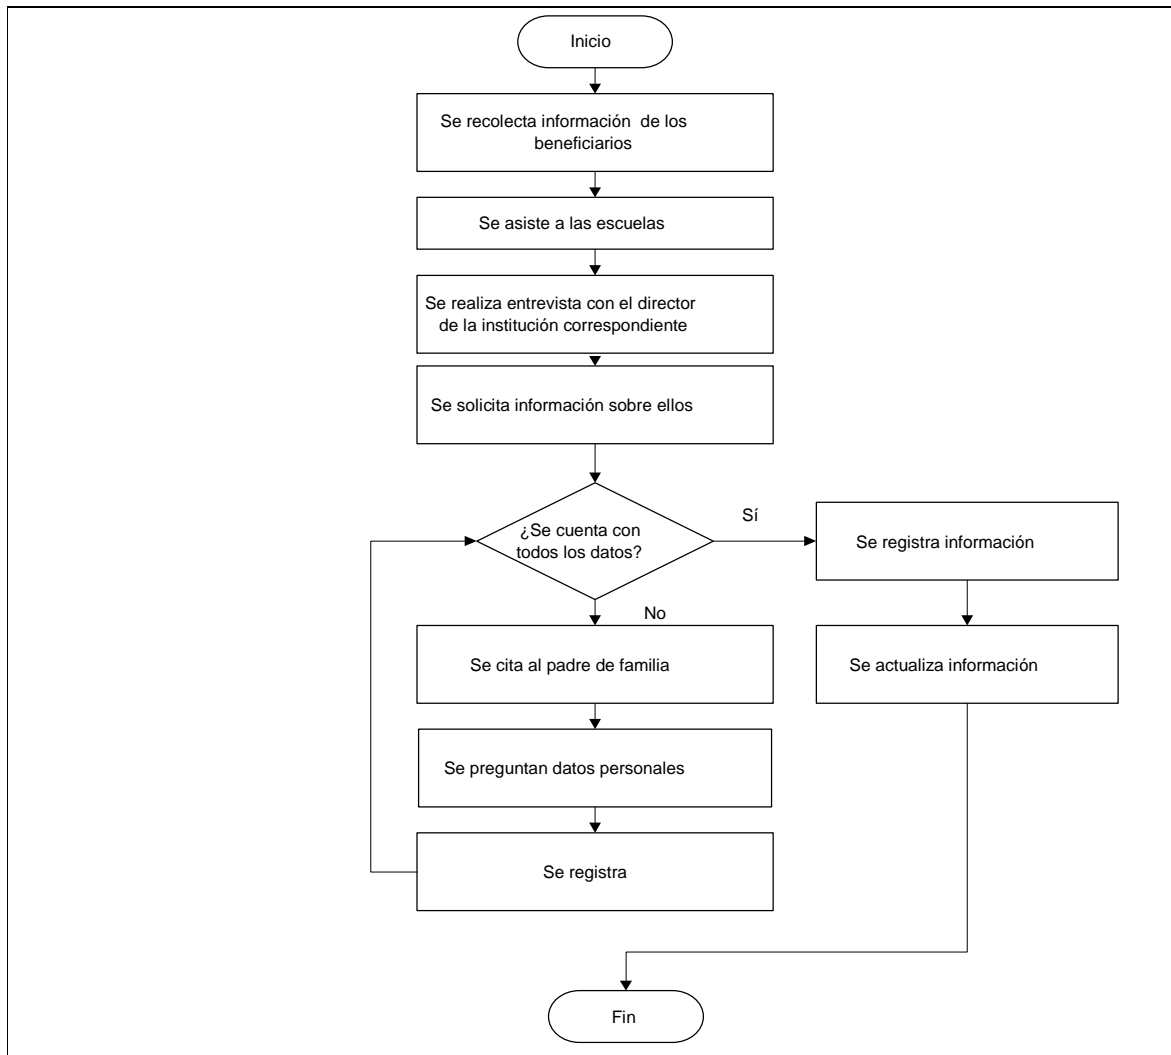 Inicio
Se recolecta información de los
beneficiarios
Se asiste a las escuelas
Se realiza entrevista con el director
de la institución correspondiente
Se solicita información sobre ellos
¿Se cuenta con
todos los datos?
Sí
Se registra información
No
Se cita al padre de familia
Se actualiza información
Se preguntan datos personales
Se registra
Fin